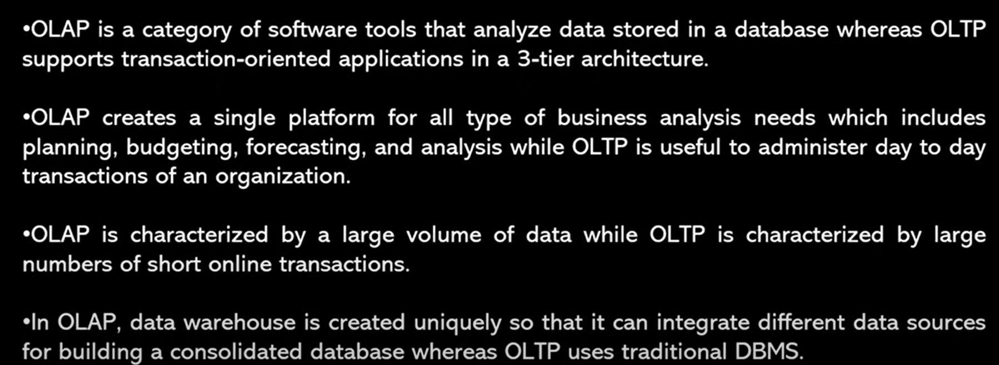 •OLAP is a category of software tools that analyze data stored in a database whereas OLTP
supports transaction-oriented applications in a 3-tier architecture.
•OLAP creates a single platform for all type of business analysis needs which includes
planning, budgeting, forecasting, and analysis while OLTP is useful to administer day to day
transactions of an organization.
•OLAP is characterized by a large volume of data while OLTP is characterized by large
numbers of short online transactions.
•In OLAP, data warehouse is created uniquely so that it can integrate different data sources
for building a consolidated database whereas OLTP uses traditional DBMS.